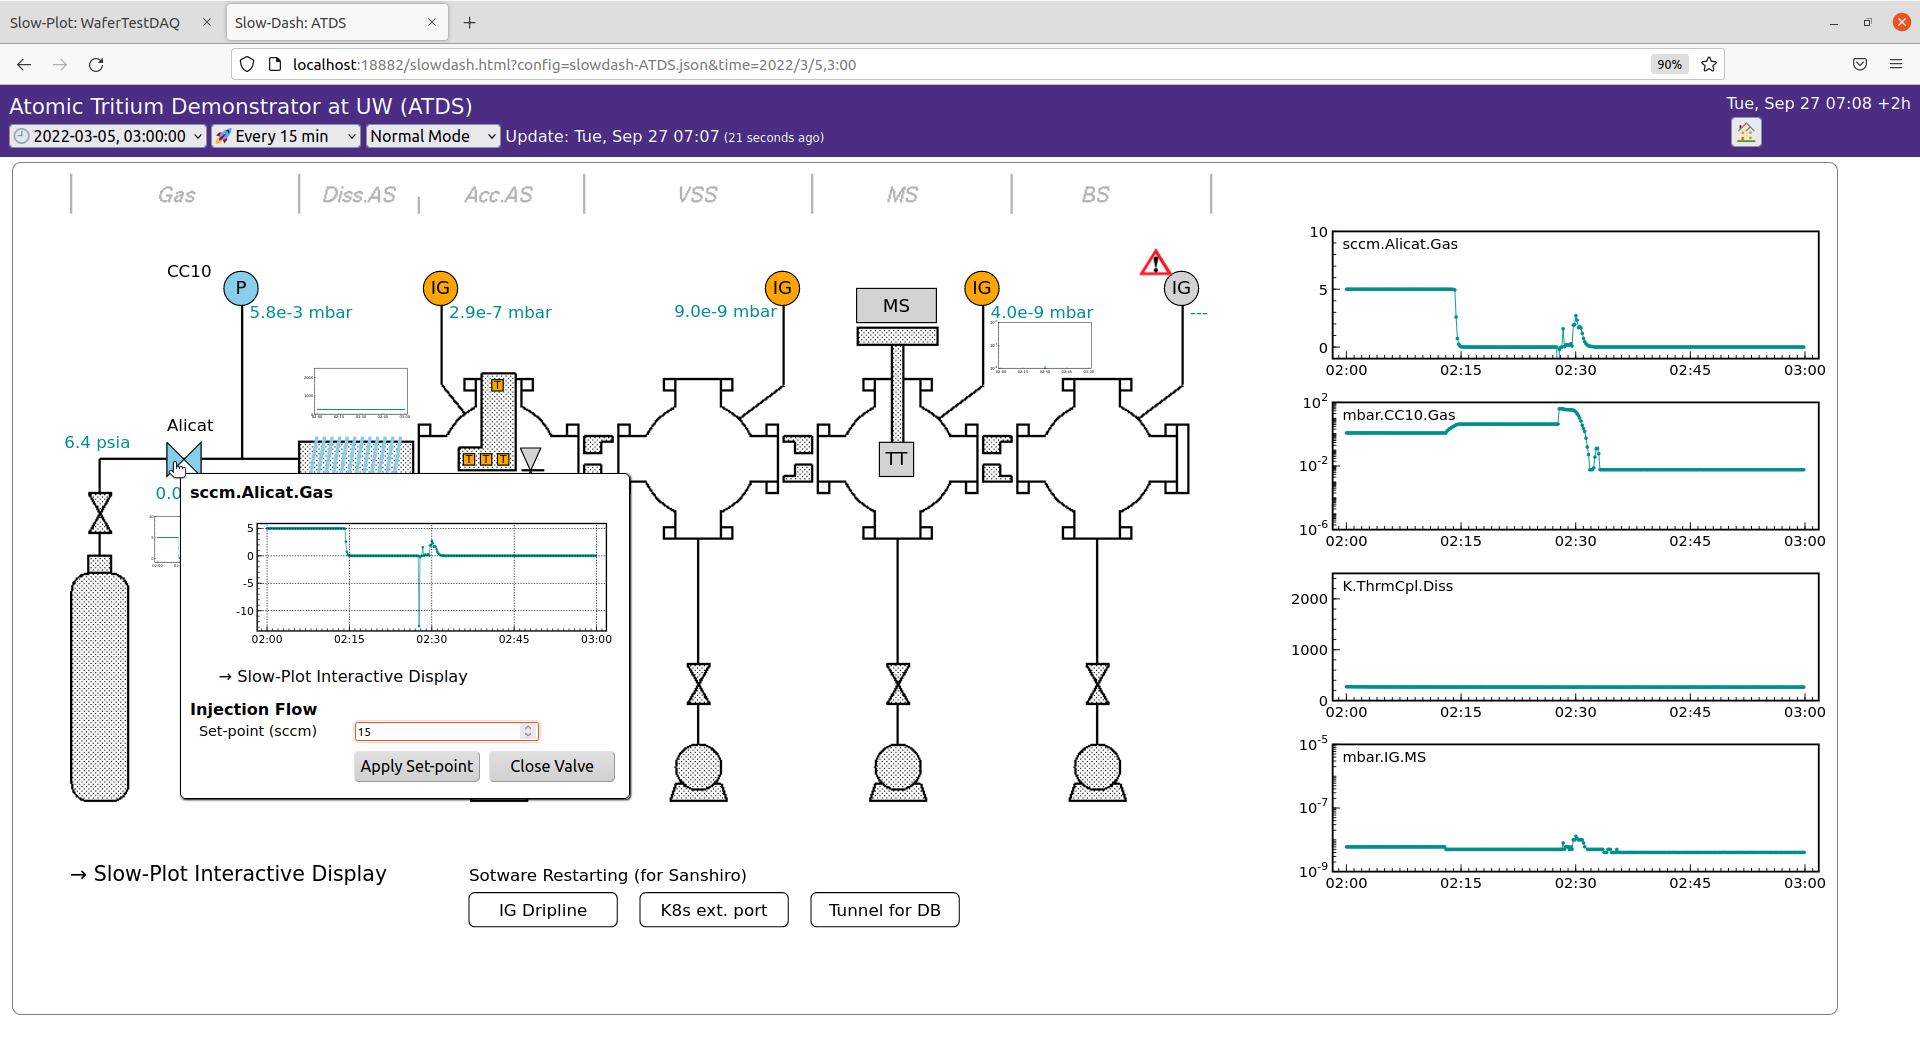 Slow-Plot: WaferTestDAQ
Slow-Dash: ATDS
localhost:18882/slowdash.html?config=slowdash-ATDS.json&time=2022/3/5,3:00
90%
Atomic Tritium Demonstrator at UW (ATDS)
Tue, Sep 27 07:08 +2h
2022-03-05, 03:00:00
Every 15 min
Normal Mode
Update: Tue, Sep 27 07:07 (21 seconds ago)
Gas
Diss.AS
Acc.AS
VSS
MS
BS
CC10
P
5.8e-3 mbar
IG
2.9e-7 mbar
IG
9.0e-9 mbar
MS
IG
4.0e-9 mbar
IG
---
T
T T T
TT
Alicat
6.4 psia
0.0
sccm.Alicat.Gas
5
0
-5
-10
02:00 02:15 02:30 02:45 03:00
→ Slow-Plot Interactive Display
Injection Flow
Set-point (sccm)
15
Apply Set-point
Close Valve
→ Slow-Plot Interactive Display
Sotware Restarting (for Sanshiro)
IG Dripline
K8s ext. port
Tunnel for DB
sccm.Alicat.Gas
10
5
0
02:00 02:15 02:30 02:45 03:00
mbar.CC10.Gas
10^2
10^-2
10^-6
02:00 02:15 02:30 02:45 03:00
K.ThrmCpl.Diss
2000
1000
0
02:00 02:15 02:30 02:45 03:00
mbar.IG.MS
10^-5
10^-7
10^-9
02:00 02:15 02:30 02:45 03:00